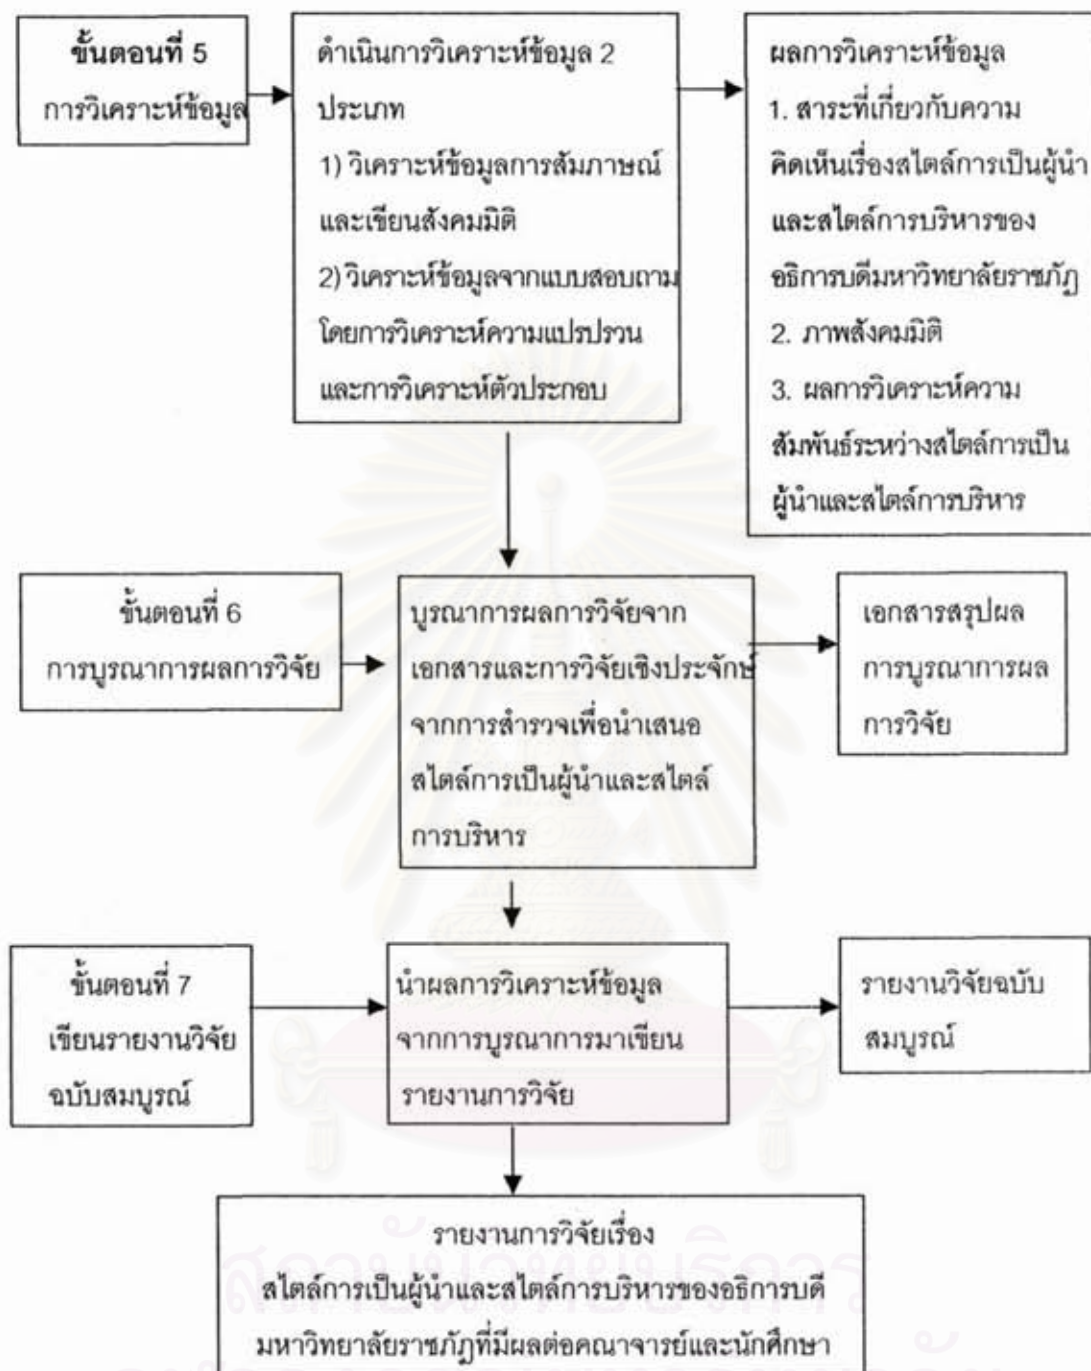 ขั้นตอนที่ 5
การวิเคราะห์ข้อมูล
ดำเนินการวิเคราะห์ข้อมูล 2
ประเภท
1) วิเคราะห์ข้อมูลการสัมภาษณ์
และเขียนสังคมมิติ
2) วิเคราะห์ข้อมูลจากแบบสอบถาม
โดยการวิเคราะห์ความแปรปรวน
และการวิเคราะห์ตัวประกอบ
ผลการวิเคราะห์ข้อมูล
1. สาระที่เกี่ยวกับความ
คิดเห็นเรื่องสไตล์การเป็นผู้นำ
และสไตล์การบริหารของ
อธิการบดีมหาวิทยาลัยราชภัฏ
2. ภาพสังคมมิติ
3. ผลการวิเคราะห์ความ
สัมพันธ์ระหว่างสไตล์การเป็น
ผู้นำและสไตล์การบริหาร
ขั้นตอนที่ 6
การบูรณาการผลการวิจัย
บูรณาการผลการวิจัยจาก
เอกสารและการวิจัยเชิงประจักษ์
จากการสำรวจเพื่อนำเสนอ
สไตล์การเป็นผู้นำและสไตล์
การบริหาร
เอกสารสรุปผล
การบูรณาการผล
การวิจัย
ขั้นตอนที่ 7
เขียนรายงานวิจัย
ฉบับสมบูรณ์
นำผลการวิเคราะห์ข้อมูล
จากการบูรณาการมาเขียน
รายงานการวิจัย
รายงานวิจัยฉบับ
สมบูรณ์
รายงานการวิจัยเรื่อง
สไตล์การเป็นผู้นำและสไตล์การบริหารของอธิการบดี
มหาวิทยาลัยราชภัฏที่มีผลต่อคณาจารย์และนักศึกษา
สถาบันวิทยบริการ